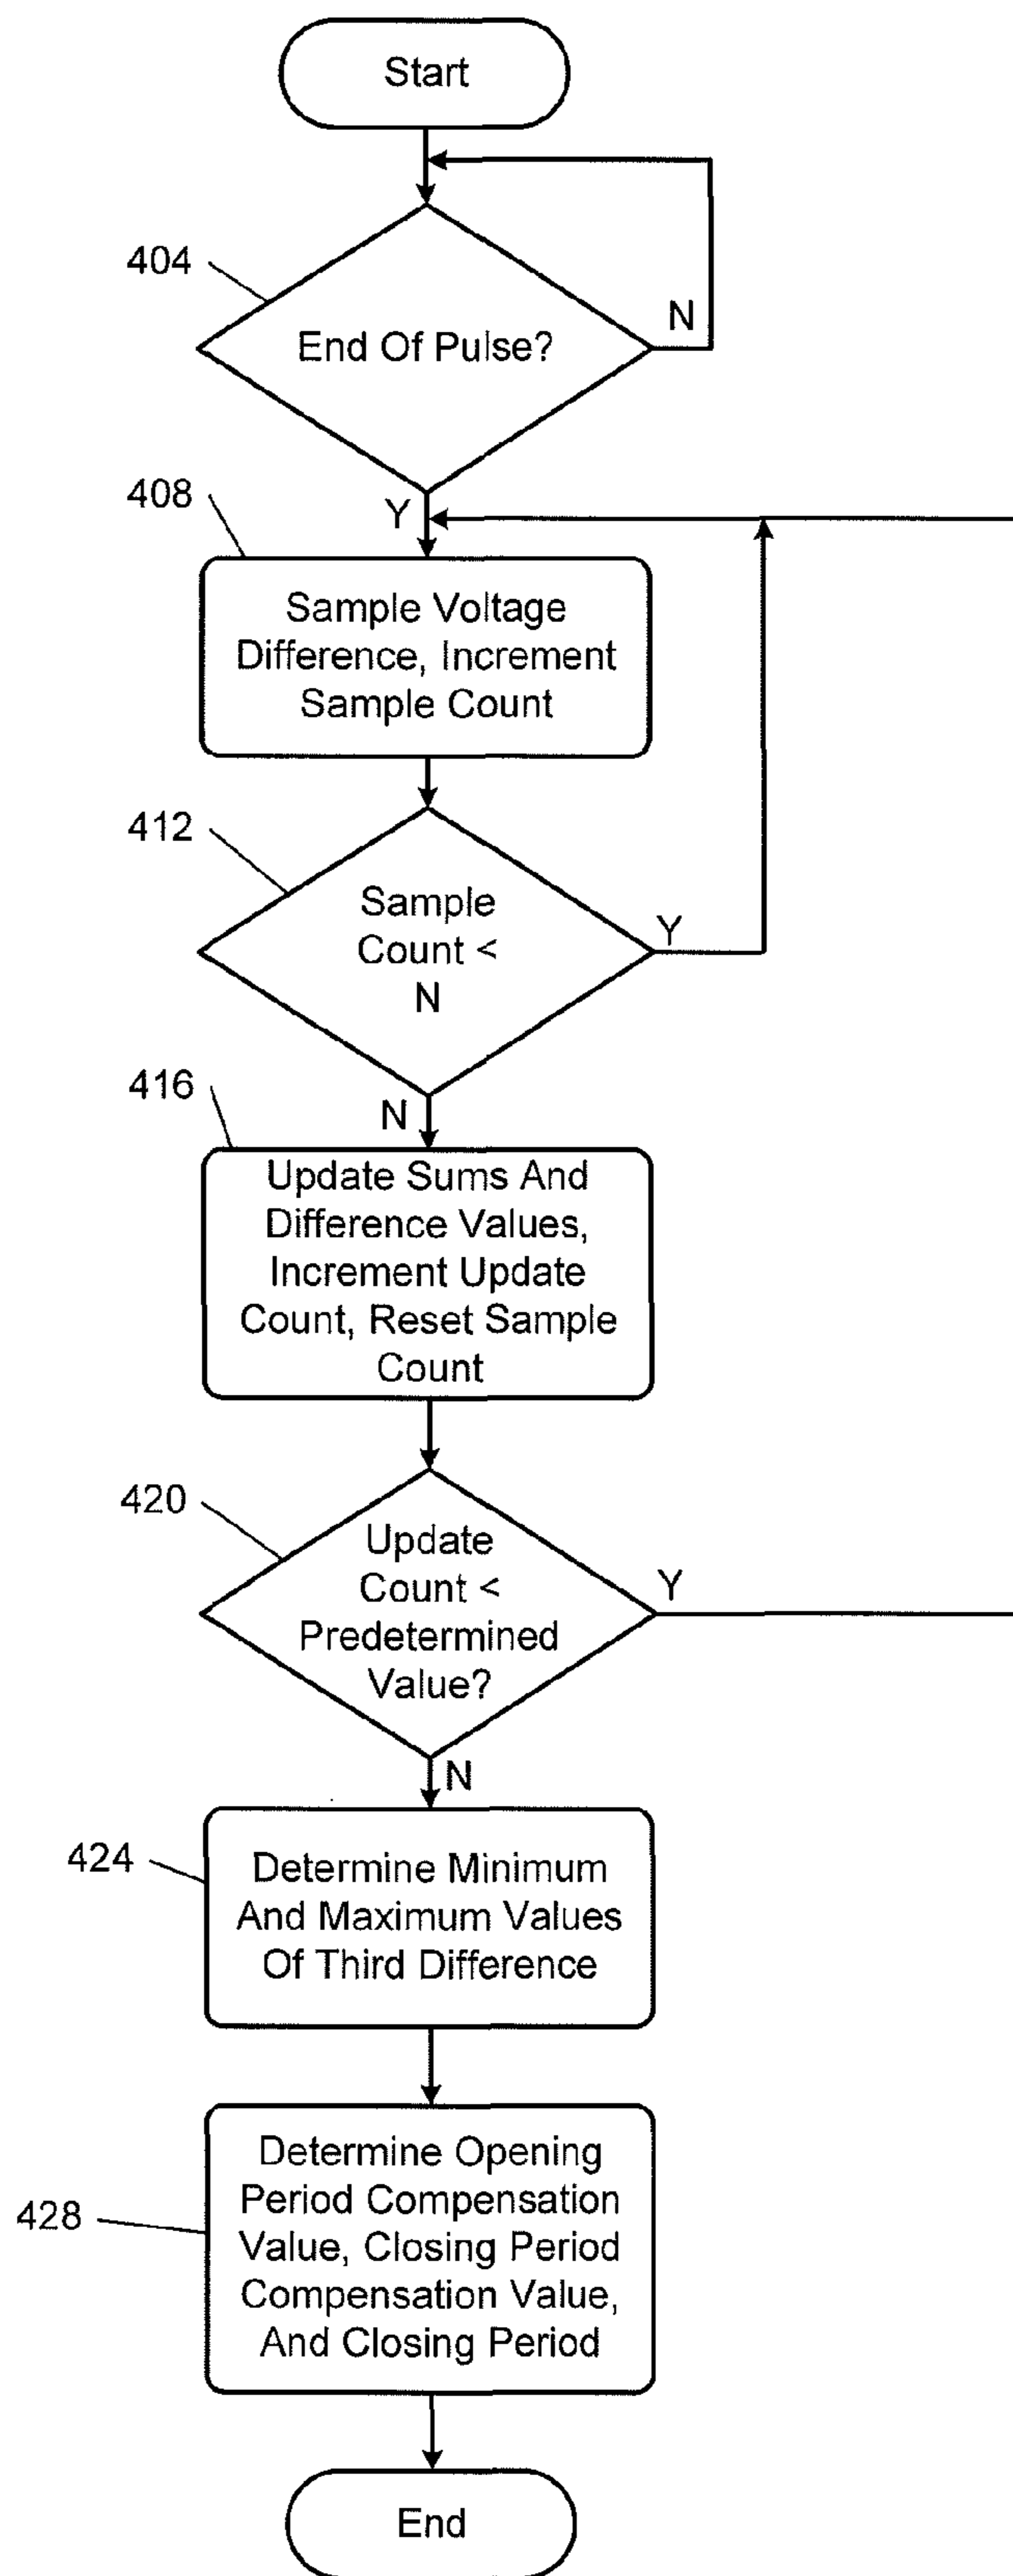 Start
404
End Of Pulse?
N
408
Y
Sample Voltage
Difference, Increment
Sample Count
412
Sample
Count <
N
Y
416
N
Update Sums And
Difference Values,
Increment Update
Count, Reset Sample
Count
420
Update
Count <
Predetermined
Value?
Y
N
424
Determine Minimum
And Maximum Values
Of Third Difference
428
Determine Opening
Period Compensation
Value, Closing Period
Compensation Value,
And Closing Period
End